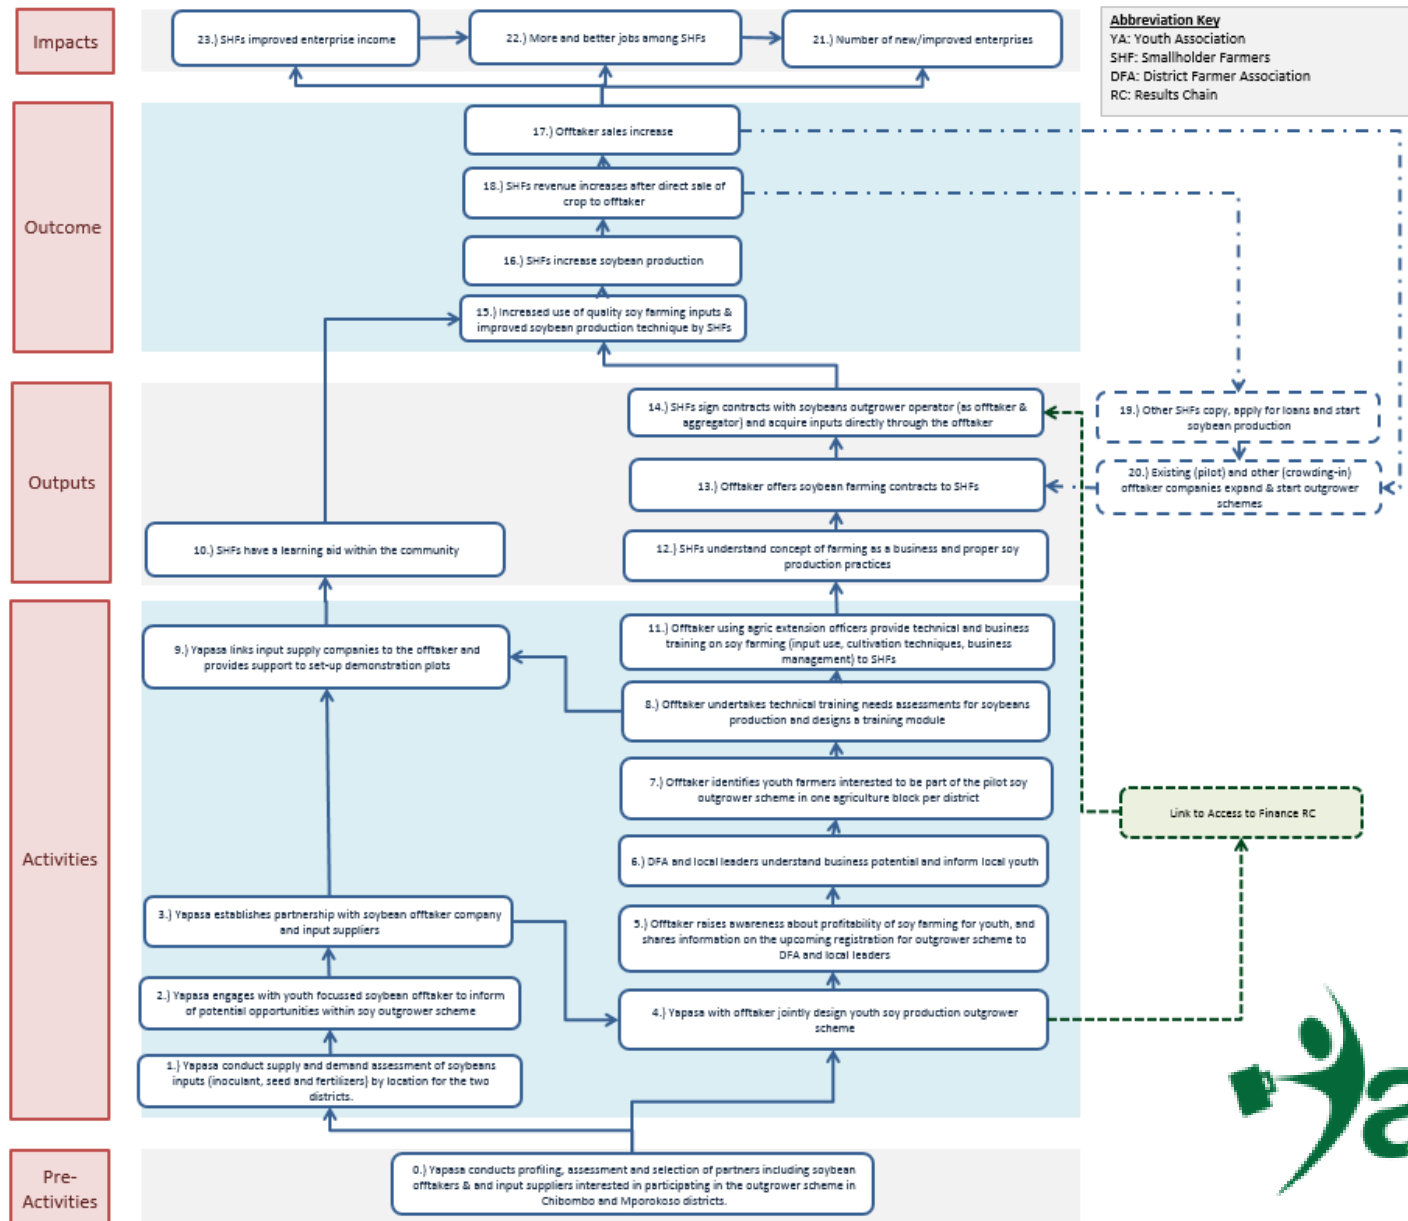 Impacts
23.) SHFs improved enterprise income
22.) More and better jobs among SHFs
21.) Number of new/improved enterprises
Abbreviation Key
YA: Youth Association
SHF: Smallholder Farmers
DFA: District Farmer Association
RC: Results Chain
Outcome
17.) Offtaker sales increase
18.) SHFs revenue increases after direct sale of
crop to offtaker
16.) SHFs increase soybean production
15.) Increased use of quality soy farming inputs &
improved soybean production technique by SHFs
Outputs
14.) SHFs sign contracts with soybeans outgrower operator (as offtaker &
aggregator) and acquire inputs directly through the offtaker
19.) Other SHFs copy, apply for loans and start
soybean production
13.) Offtaker offers soybean farming contracts to SHFs
20.) Existing (pilot) and other (crowding-in)
offtaker companies expand & start outgrower
schemes
10.) SHFs have a learning aid within the community
12.) SHFs understand concept of farming as a business and proper soy
production practices
Activities
9.) Yapasa links input supply companies to the offtaker and
provides support to set-up demonstration plots
11.) Offtaker using agric extension officers provide technical and business
training on soy farming (input use, cultivation techniques, business
management) to SHFs
8.) Offtaker undertakes technical training needs assessments for soybeans
production and designs a training module
7.) Offtaker identifies youth farmers interested to be part of the pilot soy
outgrower scheme in one agriculture block per district
Link to Access to Finance RC
6.) DFA and local leaders understand business potential and inform local youth
3.) Yapasa establishes partnership with soybean offtaker company
and input suppliers
5.) Offtaker raises awareness about profitability of soy farming for youth, and
shares information on the upcoming registration for outgrower scheme to
DFA and local leaders
2.) Yapasa engages with youth focussed soybean offtaker to inform
of potential opportunities within soy outgrower scheme
4.) Yapasa with offtaker jointly design youth soy production outgrower
scheme
1.) Yapasa conduct supply and demand assessment of soybeans
inputs (inoculant, seed and fertilizers) by location for the two
districts.
Pre-
Activities
0.) Yapasa conducts profiling, assessment and selection of partners including soybean
offtakers & and input suppliers interested in participating in the outgrower scheme in
Chibombo and Mporokoso districts.